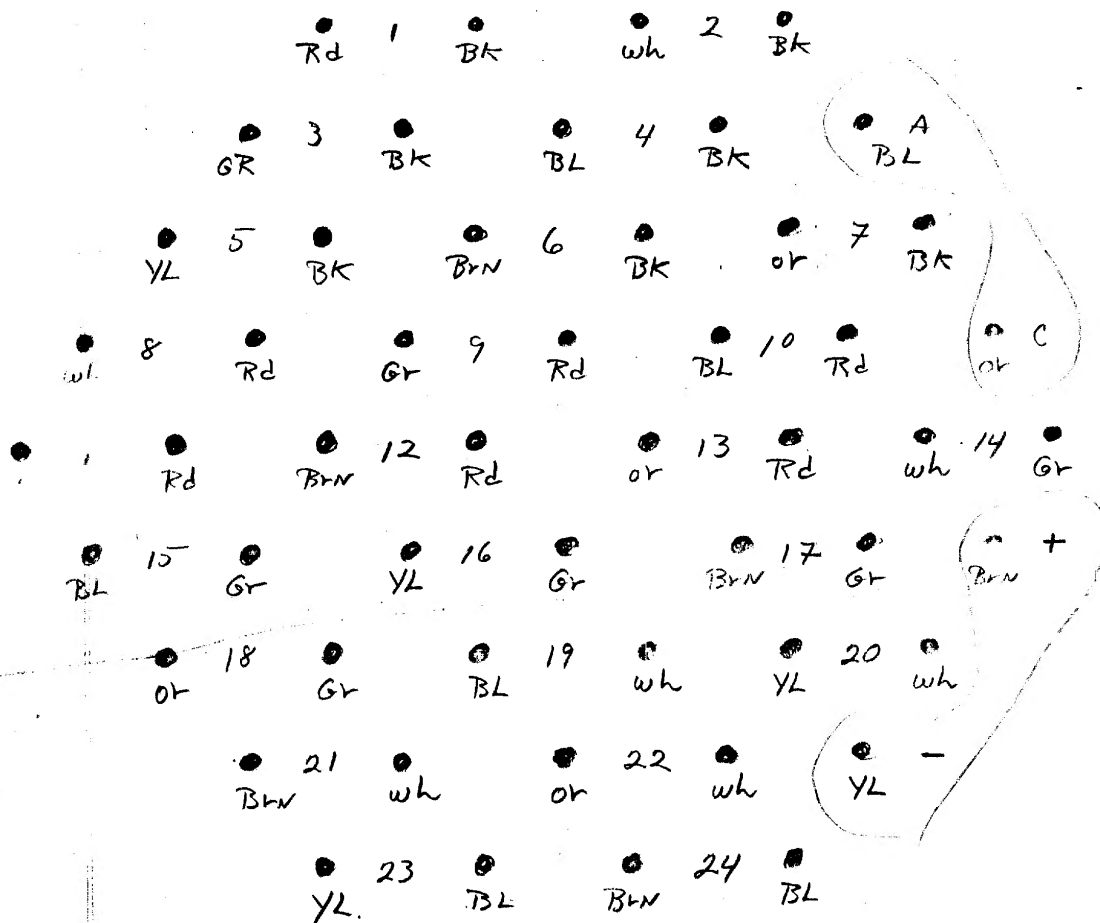 1 2
Rd BK wh BK
3 4 A
GR BK BL BK BL
5 6 7
YL BK BrN BK or BK
8 9 10 C
Rd Gr Rd BL Rd or
12 13 14
Rd BrN Rd or Rd wh Gr
15 16 17 +
BL Gr YL Gr BrN Gr BrN
18 19 20
or Gr BL wh YL wh
21 22 -
BrN wh or wh YL
23 24
YL. BL BrN BL